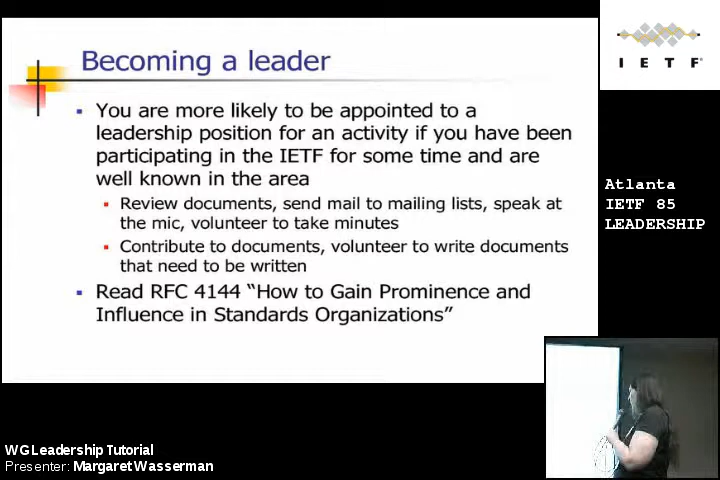 Becoming a leader
You are more likely to be appointed to a
leadership position for an activity if you have been
participating in the IETF for some time and are
well known in the area
Review documents, send mail to mailing lists, speak at
the mic, volunteer to take minutes
Contribute to documents, volunteer to write documents
that need to be written
Read RFC 4144 “How to Gain Prominence and
Influence in Standards Organizations”
I E T F®
Atlanta
IETF 85
LEADERSHIP
WG Leadership Tutorial
Presenter: Margaret Wasserman